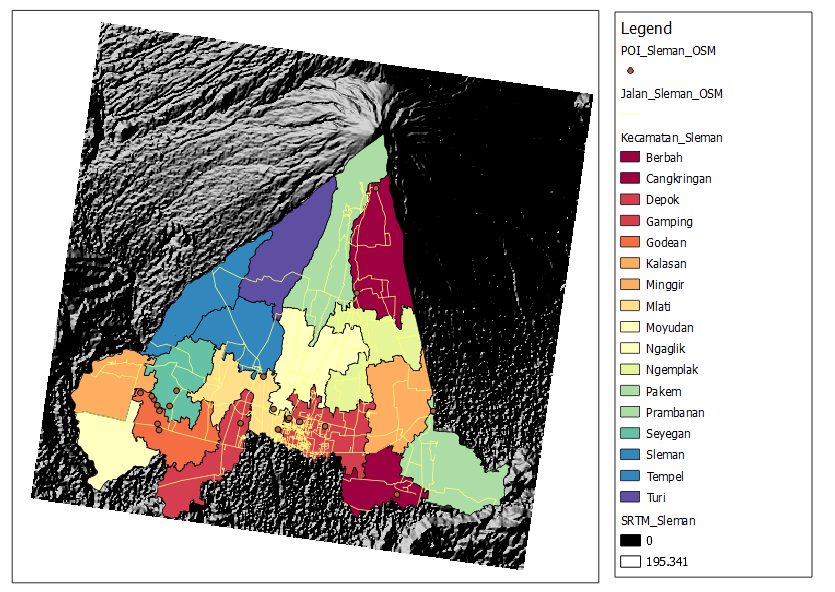 Legend
POI_Sleman_OSM
Jalan_Sleman_OSM
Kecamatan_Sleman
Berbah
Cangkringan
Depok
Gamping
Godean
Kalasan
Minggir
Mlati
Moyudan
Ngaglik
Ngemplak
Pakem
Prambanan
Seyegan
Sleman
Tempel
Turi
SRTM_Sleman
0
195.341